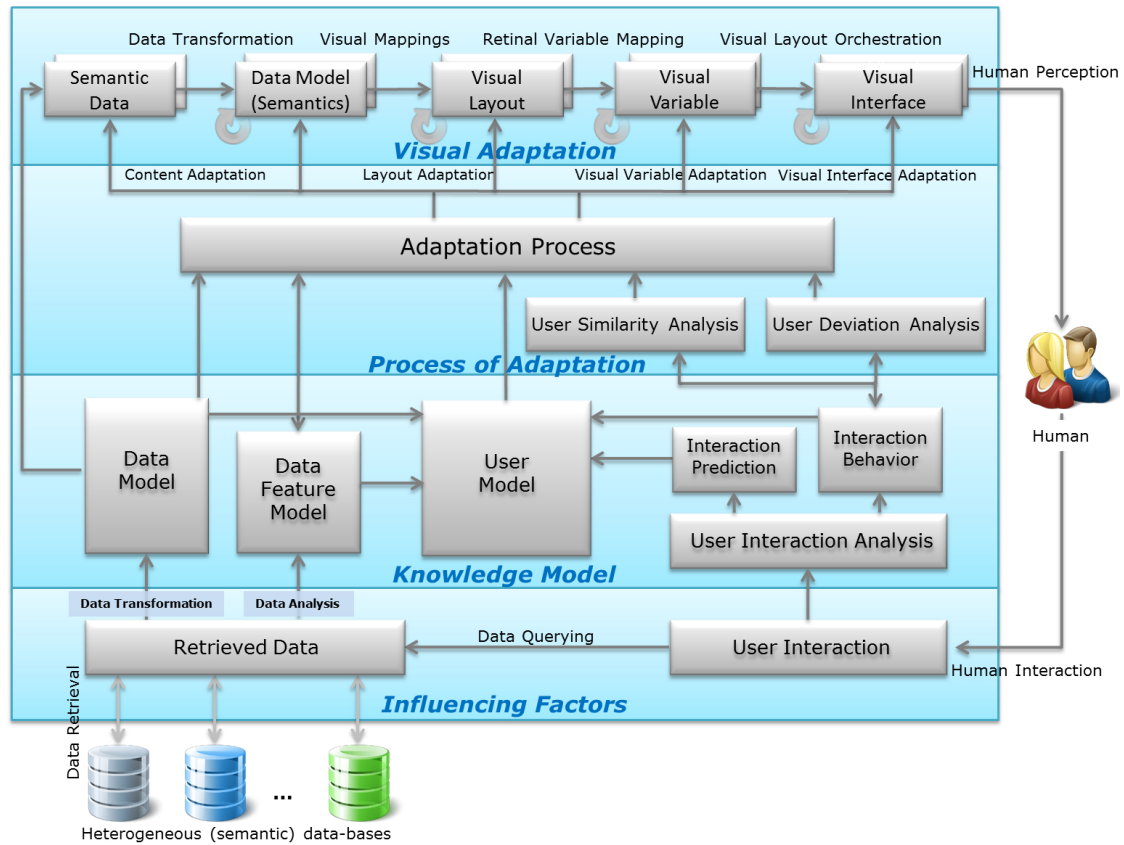 Data Transformation
Visual Mappings
Retinal Variable Mapping
Visual Layout Orchestration
Semantic
Data
Data Model
(Semantics)
Visual
Layout
Visual
Variable
Visual
Interface
Human Perception
Visual Adaptation
Content Adaptation
Layout Adaptation
Visual Variable Adaptation
Visual Interface Adaptation
Adaptation Process
User Similarity Analysis
User Deviation Analysis
Process of Adaptation
Human
Data
Model
Data
Feature
Model
User
Model
Interaction
Prediction
Interaction
Behavior
User Interaction Analysis
Knowledge Model
Data Transformation
Data Analysis
Retrieved Data
Data Querying
User Interaction
Human Interaction
Influencing Factors
Data Retrieval
...
Heterogeneous (semantic) data-bases